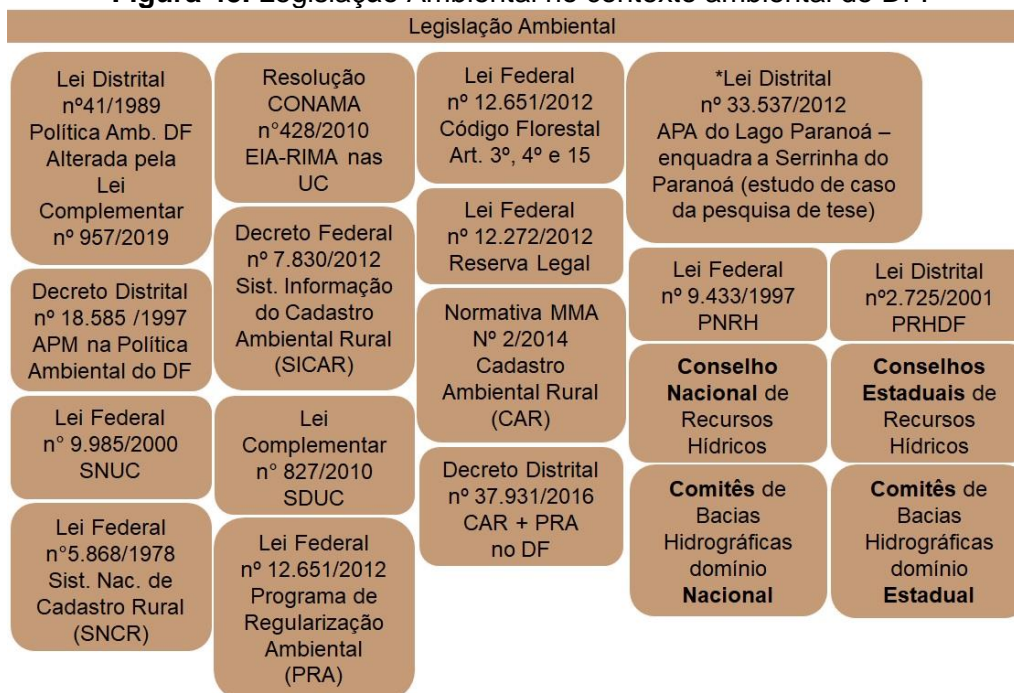 Legislação Ambiental
Lei Distrital
nº41/1989
Política Amb. DF
Alterada pela
Lei
Complementar
nº 957/2019
Decreto Distrital
nº 18.585 /1997
APM na Política
Ambiental do DF
Lei Federal
n° 9.985/2000
SNUC
Lei Federal
n°5.868/1978
Sist. Nac. de
Cadastro Rural
(SNCR)
Resolução
CONAMA
n°428/2010
EIA-RIMA nas
UC
Decreto Federal
nº 7.830/2012
Sist. Informação
do Cadastro
Ambiental Rural
(SICAR)
Lei
Complementar
n° 827/2010
SDUC
Lei Federal
nº 12.651/2012
Programa de
Regularização
Ambiental
(PRA)
Lei Federal
nº 12.651/2012
Código Florestal
Art. 3º, 4º e 15
Lei Federal
nº 12.272/2012
Reserva Legal
Normativa MMA
Nº 2/2014
Cadastro
Ambiental Rural
(CAR)
Decreto Distrital
nº 37.931/2016
CAR + PRA
no DF
*Lei Distrital
nº 33.537/2012
APA do Lago Paranoá –
enquadra a Serrinha do
Paranoá (estudo de caso
da pesquisa de tese)
Lei Federal
nº 9.433/1997
PNRH
Lei Distrital
nº2.725/2001
PRHDF
Conselho
Nacional de
Recursos
Hídricos
Conselhos
Estaduais de
Recursos
Hídricos
Comitês de
Bacias
Hidrográficas
domínio
Nacional
Comitês de
Bacias
Hidrográficas
domínio
Estadual